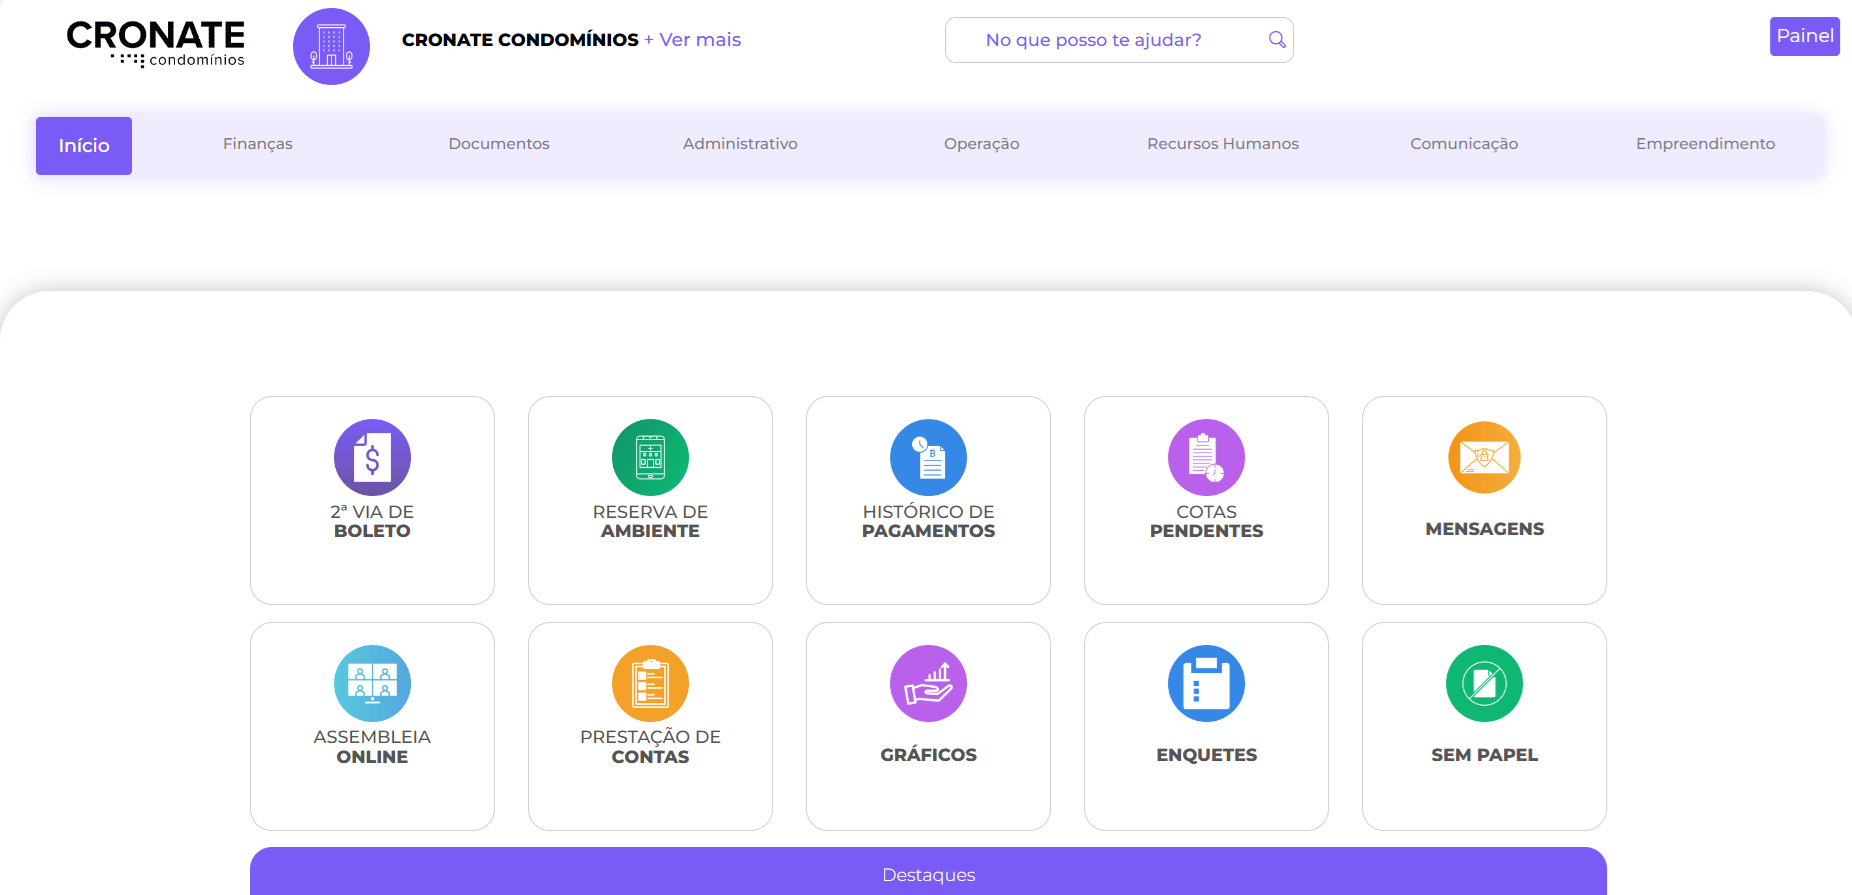 CRONATE
condomínios
CRONATE CONDOMÍNIOS + Ver mais
No que posso te ajudar?
Painel
Início
Finanças
Documentos
Administrativo
Operação
Recursos Humanos
Comunicação
Empreendimento
2ª VIA DE
BOLETO
RESERVA DE
AMBIENTE
HISTÓRICO DE
PAGAMENTOS
COTAS
PENDENTES
MENSAGENS
ASSEMBLEIA
ONLINE
PRESTAÇÃO DE
CONTAS
GRÁFICOS
ENQUETES
SEM PAPEL
Destaques